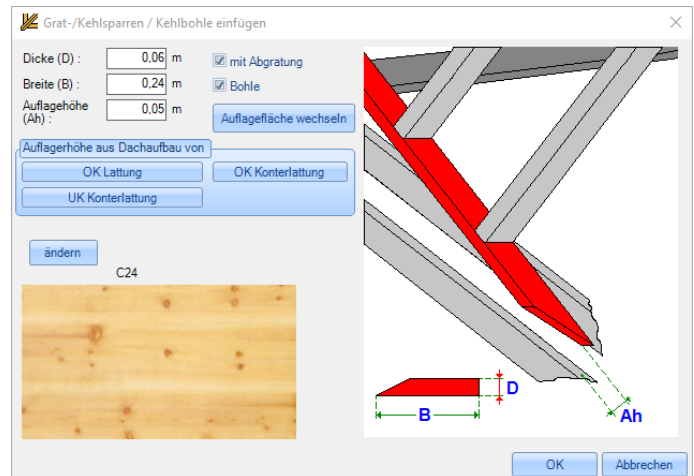 Grat-/Kehlsparren / Kehlbohle einfügen
Dicke (D) : 0,06 m
mit Abgratung
Breite (B) : 0,24 m
Bohle
Auflagehöhe
(Ah) : 0,05 m
Auflagefläche wechseln
Auflagerhöhe aus Dachaufbau von
OK Lattung
OK Konterlattung
UK Konterlattung
ändern
C24
D
B
Ah
OK
Abbrechen